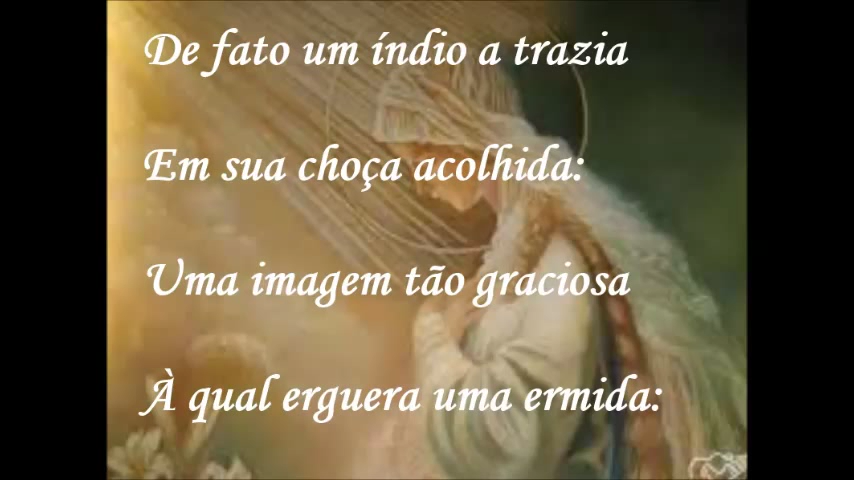 De fato um índio a trazia
Em sua choça acolhida:
Uma imagem tão graciosa
À qual erguera uma ermida: